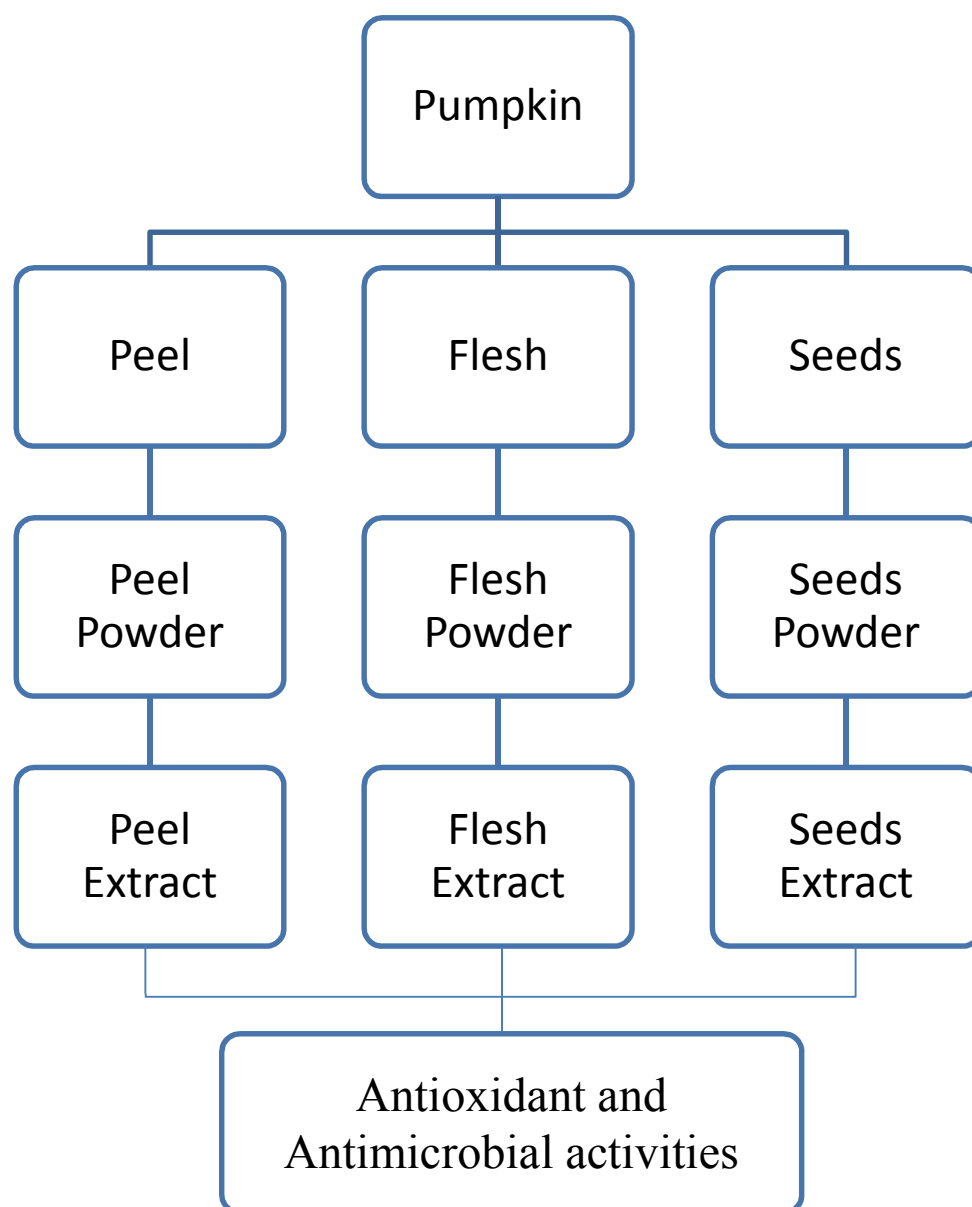 Pumpkin
Peel
Flesh
Seeds
Peel
Powder
Flesh
Powder
Seeds
Powder
Peel
Extract
Flesh
Extract
Seeds
Extract
Antioxidant and
Antimicrobial activities